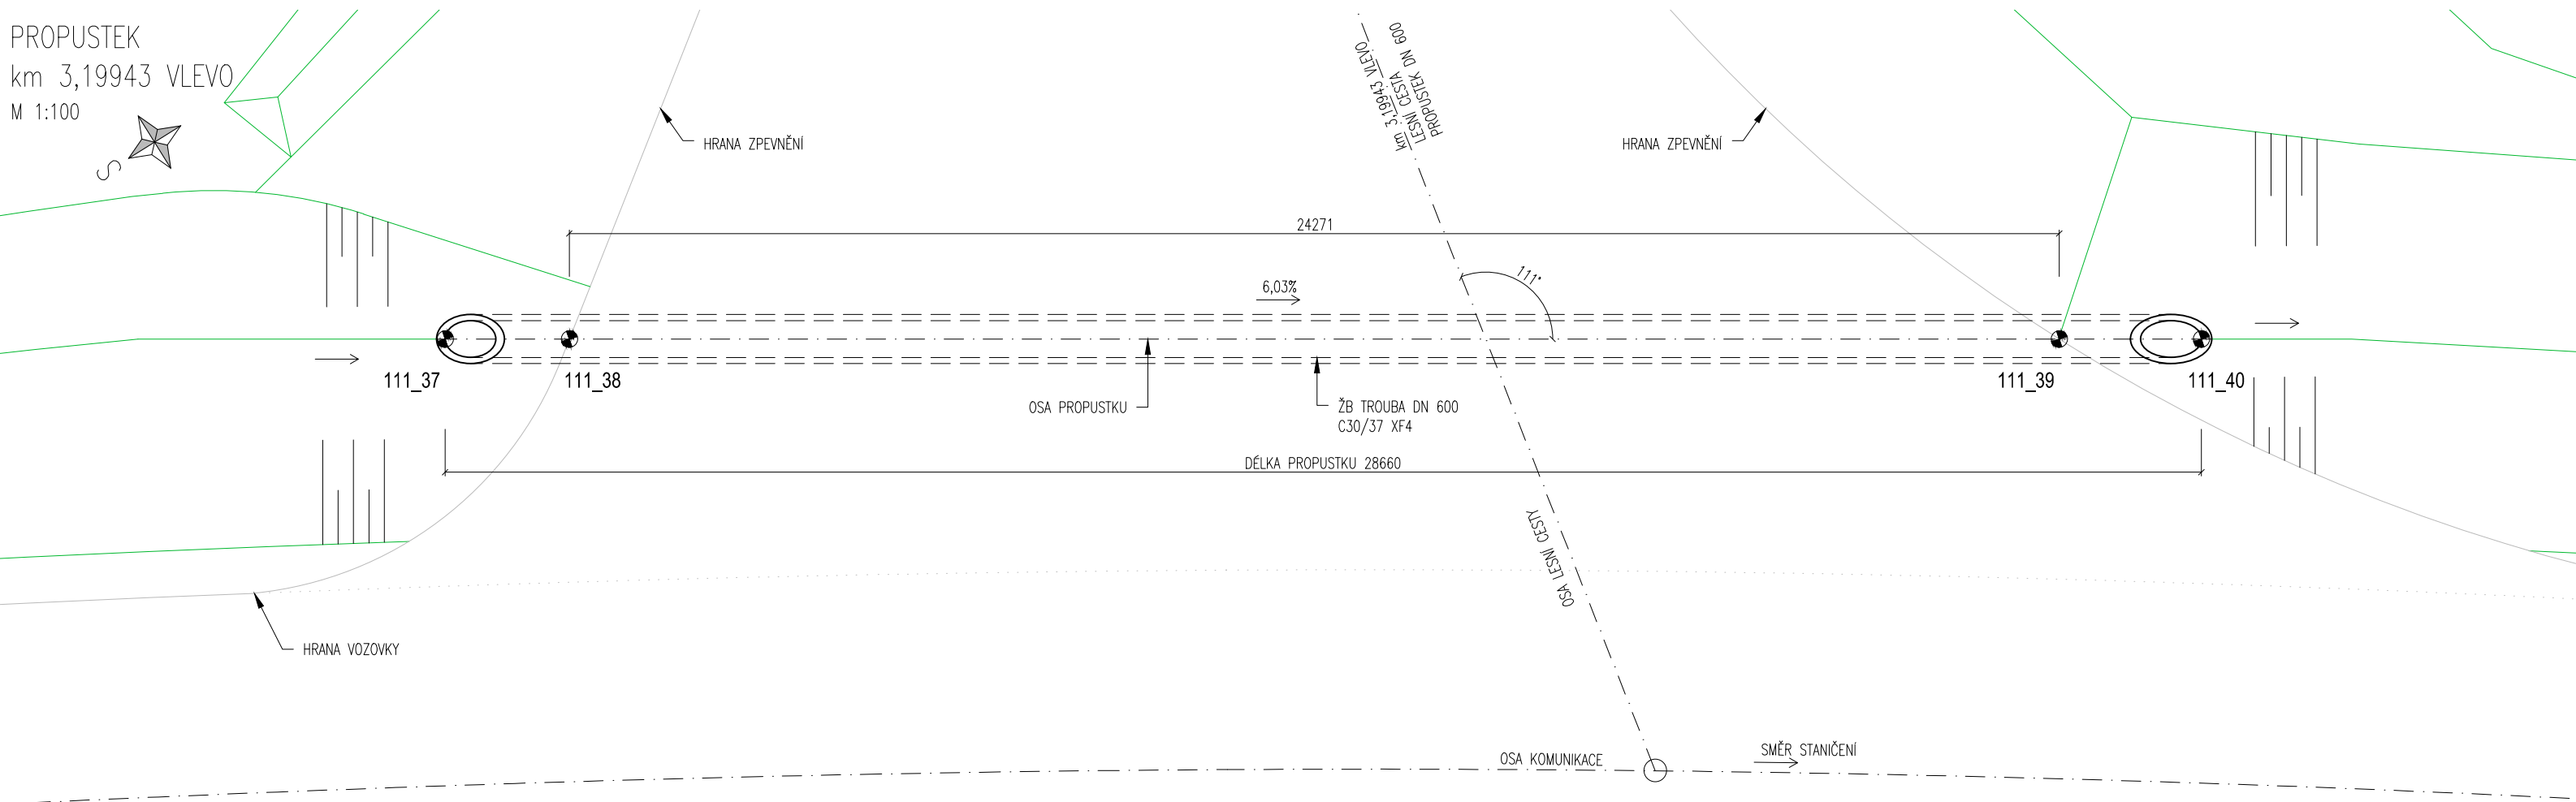 PROPUSTEK
km 3,19943 VLEVO
M 1:100
S
HRANA ZPEVNĚNÍ
km 3,19943 VLEVO
LESNÍ CESTA
PROPUSTEK DN 600
HRANA ZPEVNĚNÍ
24271
111°
6,03%
111_37
111_38
111_39
111_40
OSA PROPUSTKU
ŽB TROUBA DN 600
C30/37 XF4
DÉLKA PROPUSTKU 28660
OSA LESNÍ CESTY
HRANA VOZOVKY
OSA KOMUNIKACE
SMĚR STANIČENÍ